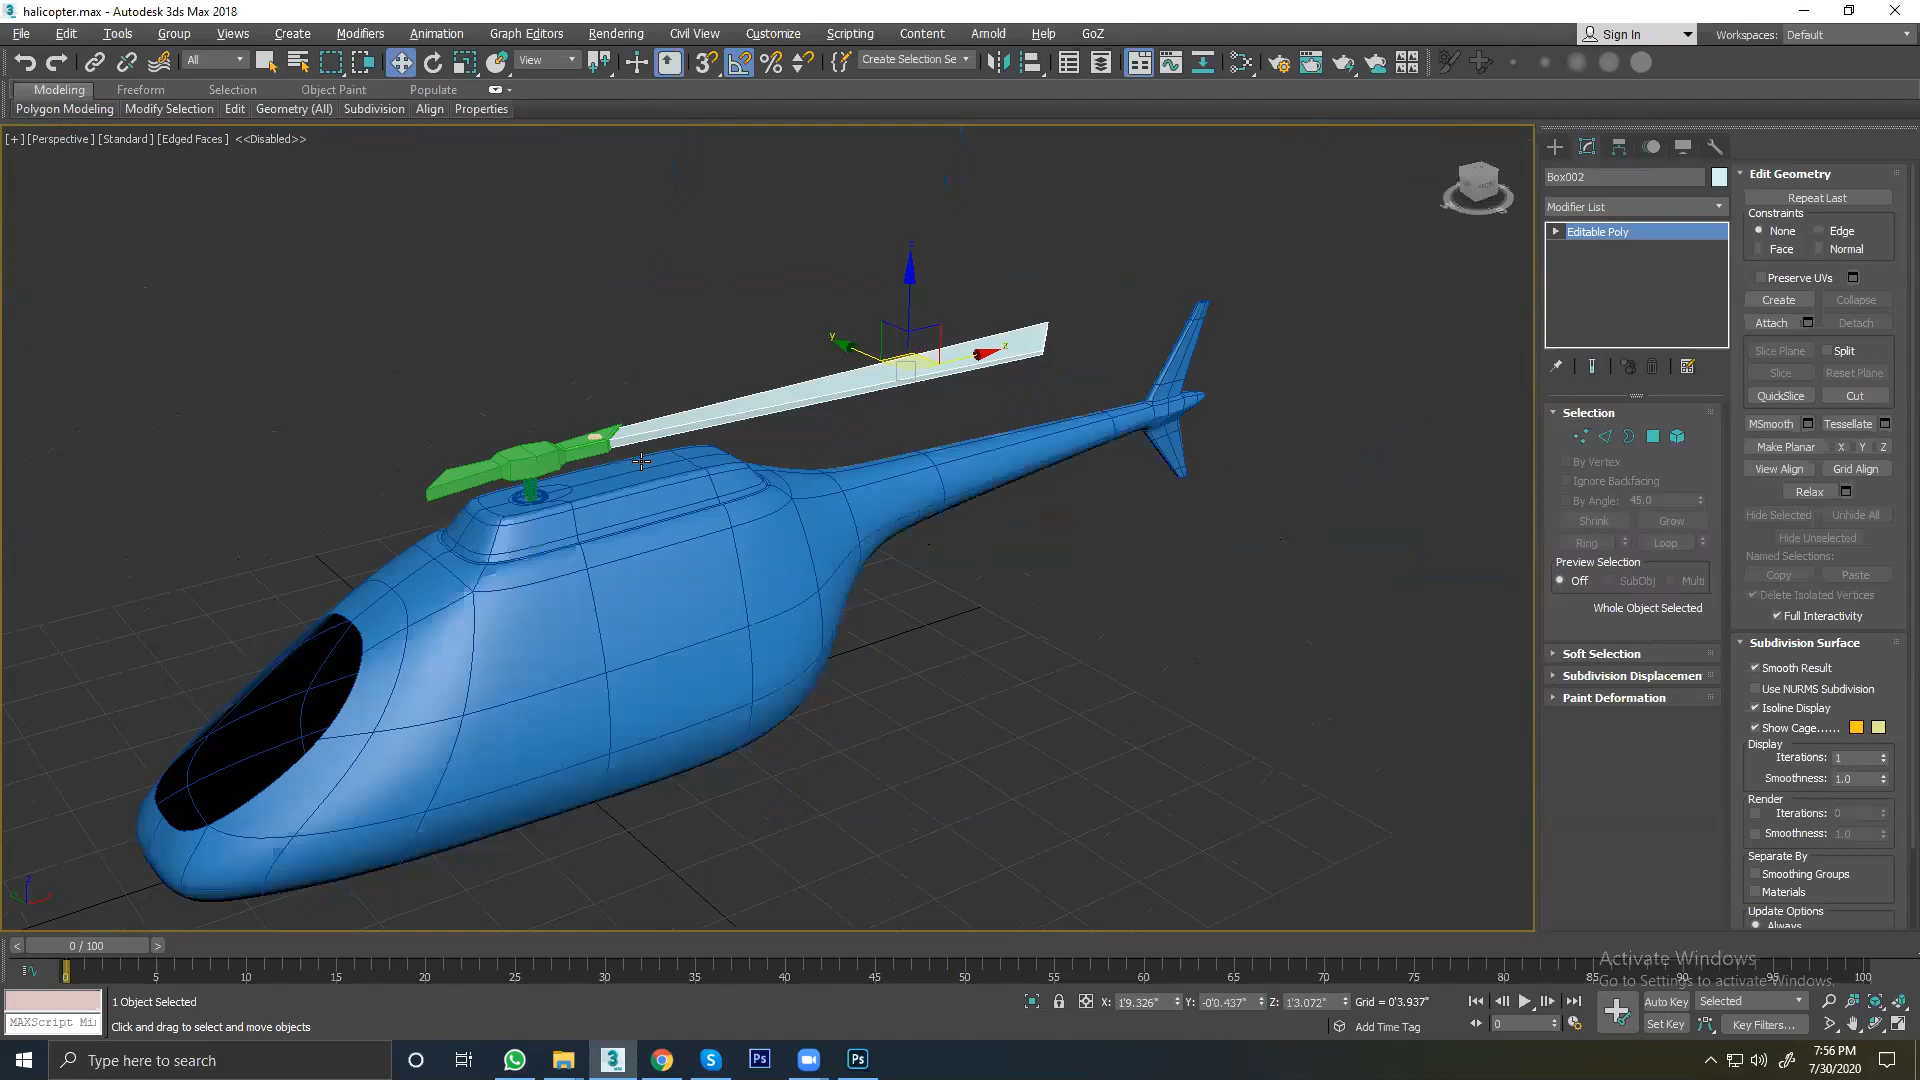 halicopter.max - Autodesk 3ds Max 2018
File Edit Tools Group Views Create Modifiers Animation Graph Editors Rendering Civil View Customize Scripting Content Arnold Help GoZ
Sign In
Workspaces: Default
All
View
Create Selection Se
Modeling Freeform Selection Object Paint Populate
Polygon Modeling Modify Selection Edit Geometry (All) Subdivision Align Properties
[+] [Perspective] [Standard] [Edged Faces] <<Disabled>>
z
y
x
Box002
Modifier List
Editable Poly
Selection
By Vertex
Ignore Backfacing
By Angle: 45.0
Shrink Grow
Ring Loop
Preview Selection
Off SubObj Multi
Whole Object Selected
Soft Selection
Subdivision Displacemen
Paint Deformation
Edit Geometry
Repeat Last
Constraints
None Edge
Face Normal
Preserve UVs
Create Collapse
Attach Detach
Slice Plane Split
Slice Reset Plane
QuickSlice Cut
MSmooth Tessellate
Make Planar X Y Z
View Align Grid Align
Relax
Hide Selected Unhide All
Hide Unselected
Named Selections:
Copy Paste
Delete Isolated Vertices
Full Interactivity
Subdivision Surface
Smooth Result
Use NURMS Subdivision
Isoline Display
Show Cage......
Display
Iterations: 1
Smoothness: 1.0
Render
Iterations: 0
Smoothness: 1.0
Separate By
Smoothing Groups
Materials
Update Options
Always
Activate Windows
Go to Settings to activate Windows.
< 0 / 100 >
0 5 10 15 20 25 30 35 40 45 50 55 60 65 70 75 80 85 90 95 100
1 Object Selected
X: 1'9.326" Y: -0'0.437" Z: 1'3.072" Grid = 0'3.937"
Auto Key Selected
MAXScript Mi
Click and drag to select and move objects
Add Time Tag
0
Set Key Key Filters...
Type here to search
7:56 PM
7/30/2020